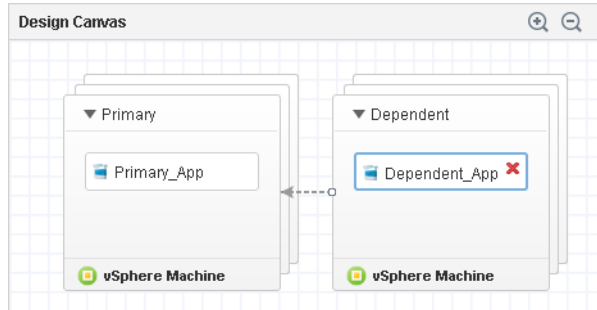 Design Canvas
Primary
Dependent
Primary_App
Dependent_App
vSphere Machine
vSphere Machine